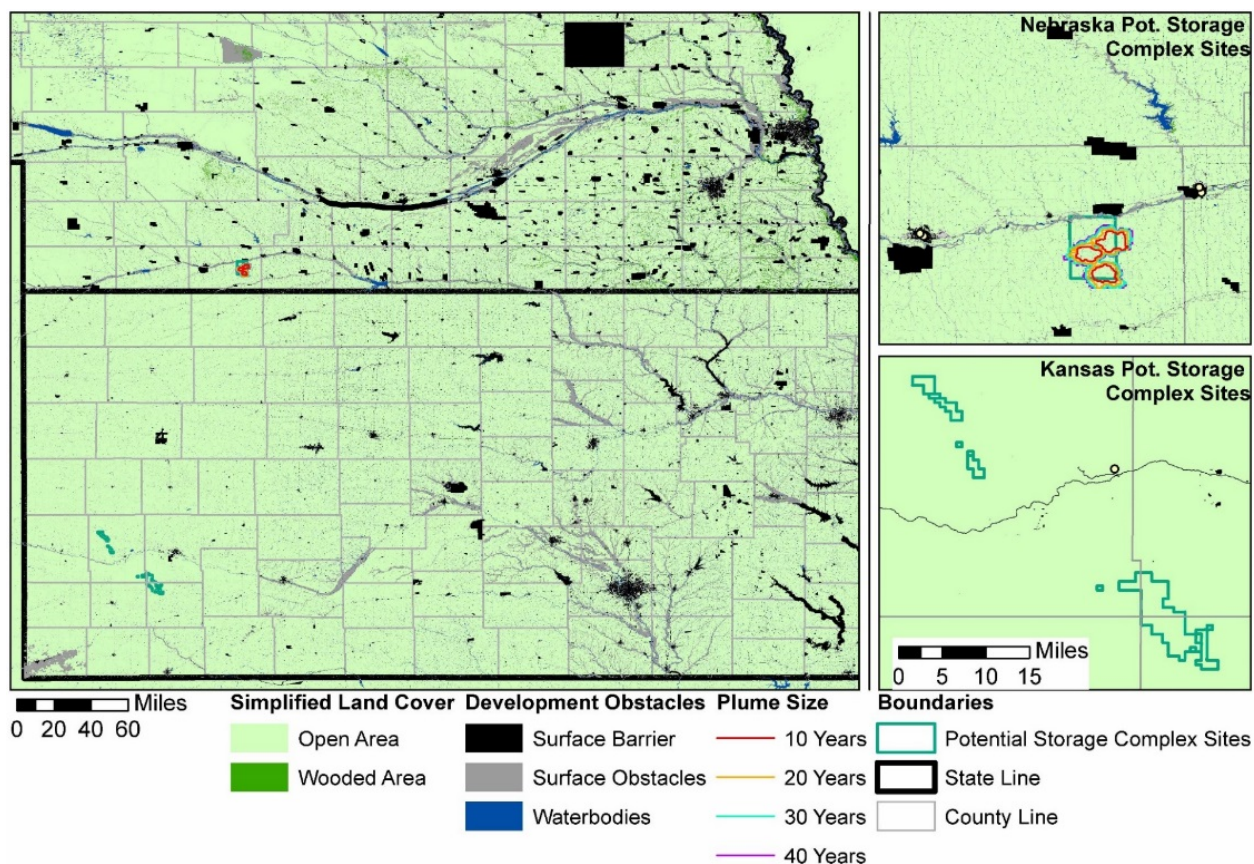 Nebraska Pot. Storage
Complex Sites
Kansas Pot. Storage
Complex Sites
Miles
0 5 10 15
Miles
0 20 40 60
Simplified Land Cover
Open Area
Wooded Area
Development Obstacles
Surface Barrier
Surface Obstacles
Waterbodies
Plume Size
10 Years
20 Years
30 Years
40 Years
Boundaries
Potential Storage Complex Sites
State Line
County Line